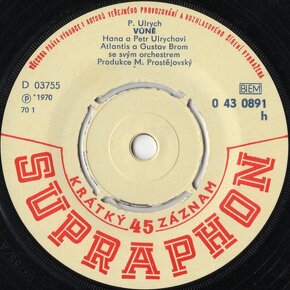 PŘEDEM PRÁVA VÝROBCE I AUTORŮ VEŘEJNÉHO PROVOZOVÁNÍ A ROZHLASOVÉHO ŠÍŘENÍ VYHRAZENA
P. Ulrych
VŮNĚ
Hana a Petr Ulrychovi
Atlantis a Gustav Brom
se svým orchestrem
Produkce M. Prostějovský
D 03755
Ⓟ 1970
70 1
BIEM
0 43 0891
h
KRÁTKÝ 45 ZÁZNAM
SUPRAPHON